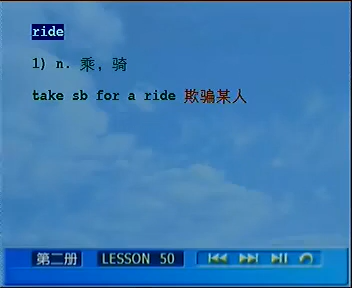 ride
1) n. 乘, 骑
take sb for a ride 欺骗某人
第二册 LESSON 50